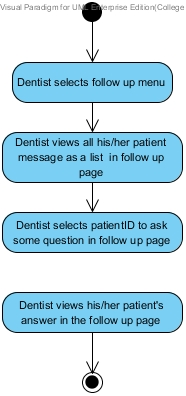 Visual Paradigm for UML Enterprise Edition(College
Dentist selects follow up menu
Dentist views all his/her patient
message as a list in follow up
page
Dentist selects patientID to ask
some question in follow up page
Dentist views his/her patient's
answer in the follow up page